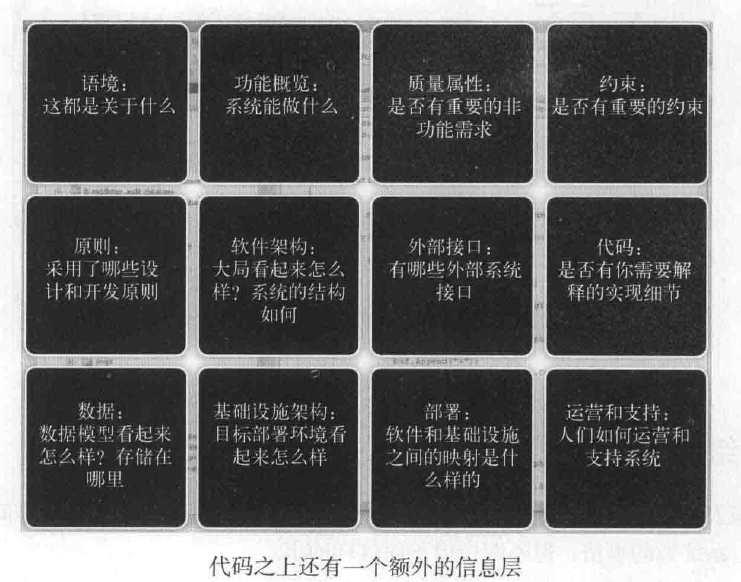 语境：
这都是关于什么
功能概览：
系统能做什么
质量属性：
是否有重要的非
功能需求
约束：
是否有重要的约束
原则：
采用了哪些设
计和开发原则
软件架构：
大局看起来怎么
样？系统的结构
如何
外部接口：
有哪些外部系统
接口
代码：
是否有你需要解
释的实现细节
数据：
数据模型看起来
怎么样？存储在
哪里
基础设施架构：
目标部署环境看
起来怎么样
部署：
软件和基础设施
之间的映射是什
么样的
运营和支持：
人们如何运营和
支持系统
代码之上还有一个额外的信息层